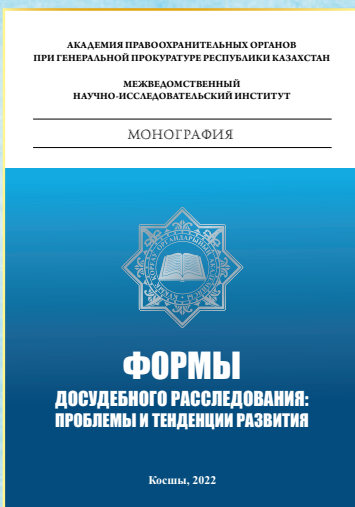 АКАДЕМИЯ ПРАВООХРАНИТЕЛЬНЫХ ОРГАНОВ
ПРИ ГЕНЕРАЛЬНОЙ ПРОКУРАТУРЕ РЕСПУБЛИКИ КАЗАХСТАН
МЕЖВЕДОМСТВЕННЫЙ
НАУЧНО-ИССЛЕДОВАТЕЛЬСКИЙ ИНСТИТУТ
МОНОГРАФИЯ
ФОРМЫ
ДОСУДЕБНОГО РАССЛЕДОВАНИЯ:
ПРОБЛЕМЫ И ТЕНДЕНЦИИ РАЗВИТИЯ
Косшы, 2022